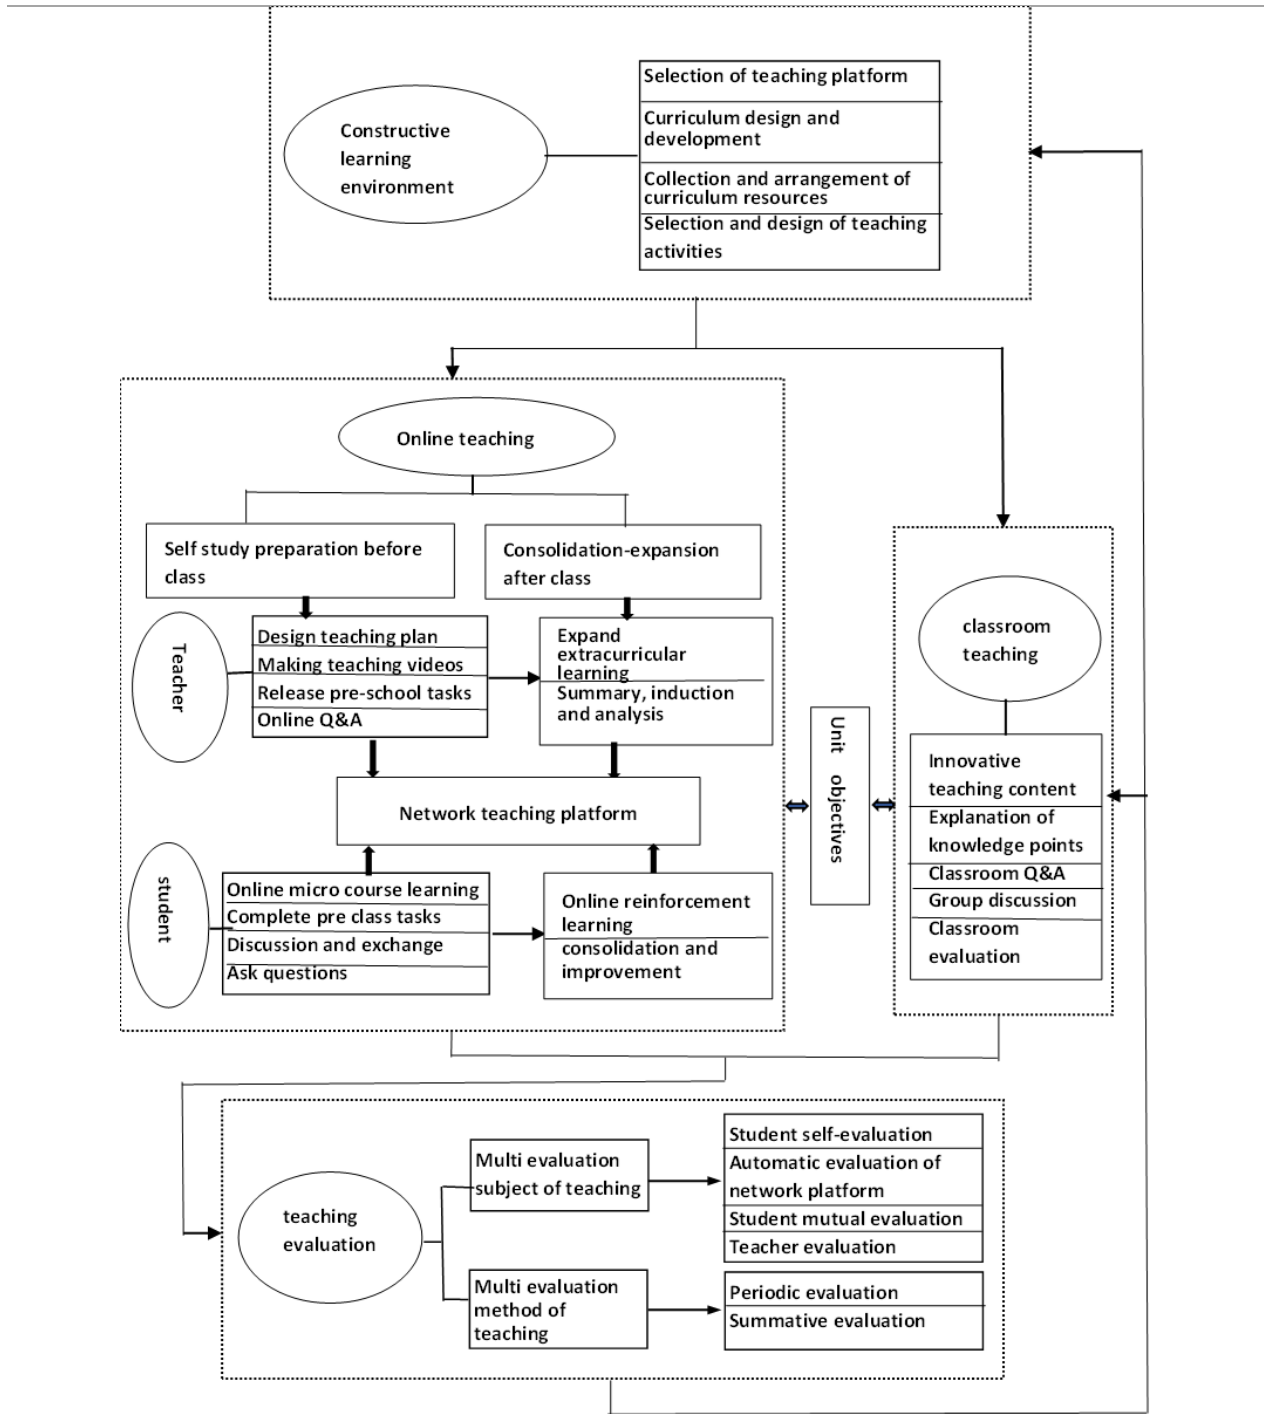 Constructive
learning
environment
Selection of teaching platform
Curriculum design and
development
Collection and arrangement of
curriculum resources
Selection and design of teaching
activities
Online teaching
Self study preparation before
class
Consolidation-expansion
after class
Teacher
Design teaching plan
Making teaching videos
Release pre-school tasks
Online Q&A
Expand
extracurricular
learning
Summary, induction
and analysis
Network teaching platform
student
Online micro course learning
Complete pre class tasks
Discussion and exchange
Ask questions
Online reinforcement
learning
consolidation and
improvement
Unit objectives
classroom
teaching
Innovative
teaching content
Explanation of
knowledge points
Classroom Q&A
Group discussion
Classroom
evaluation
teaching
evaluation
Multi evaluation
subject of teaching
Student self-evaluation
Automatic evaluation of
network platform
Student mutual evaluation
Teacher evaluation
Multi evaluation
method of
teaching
Periodic evaluation
Summative evaluation